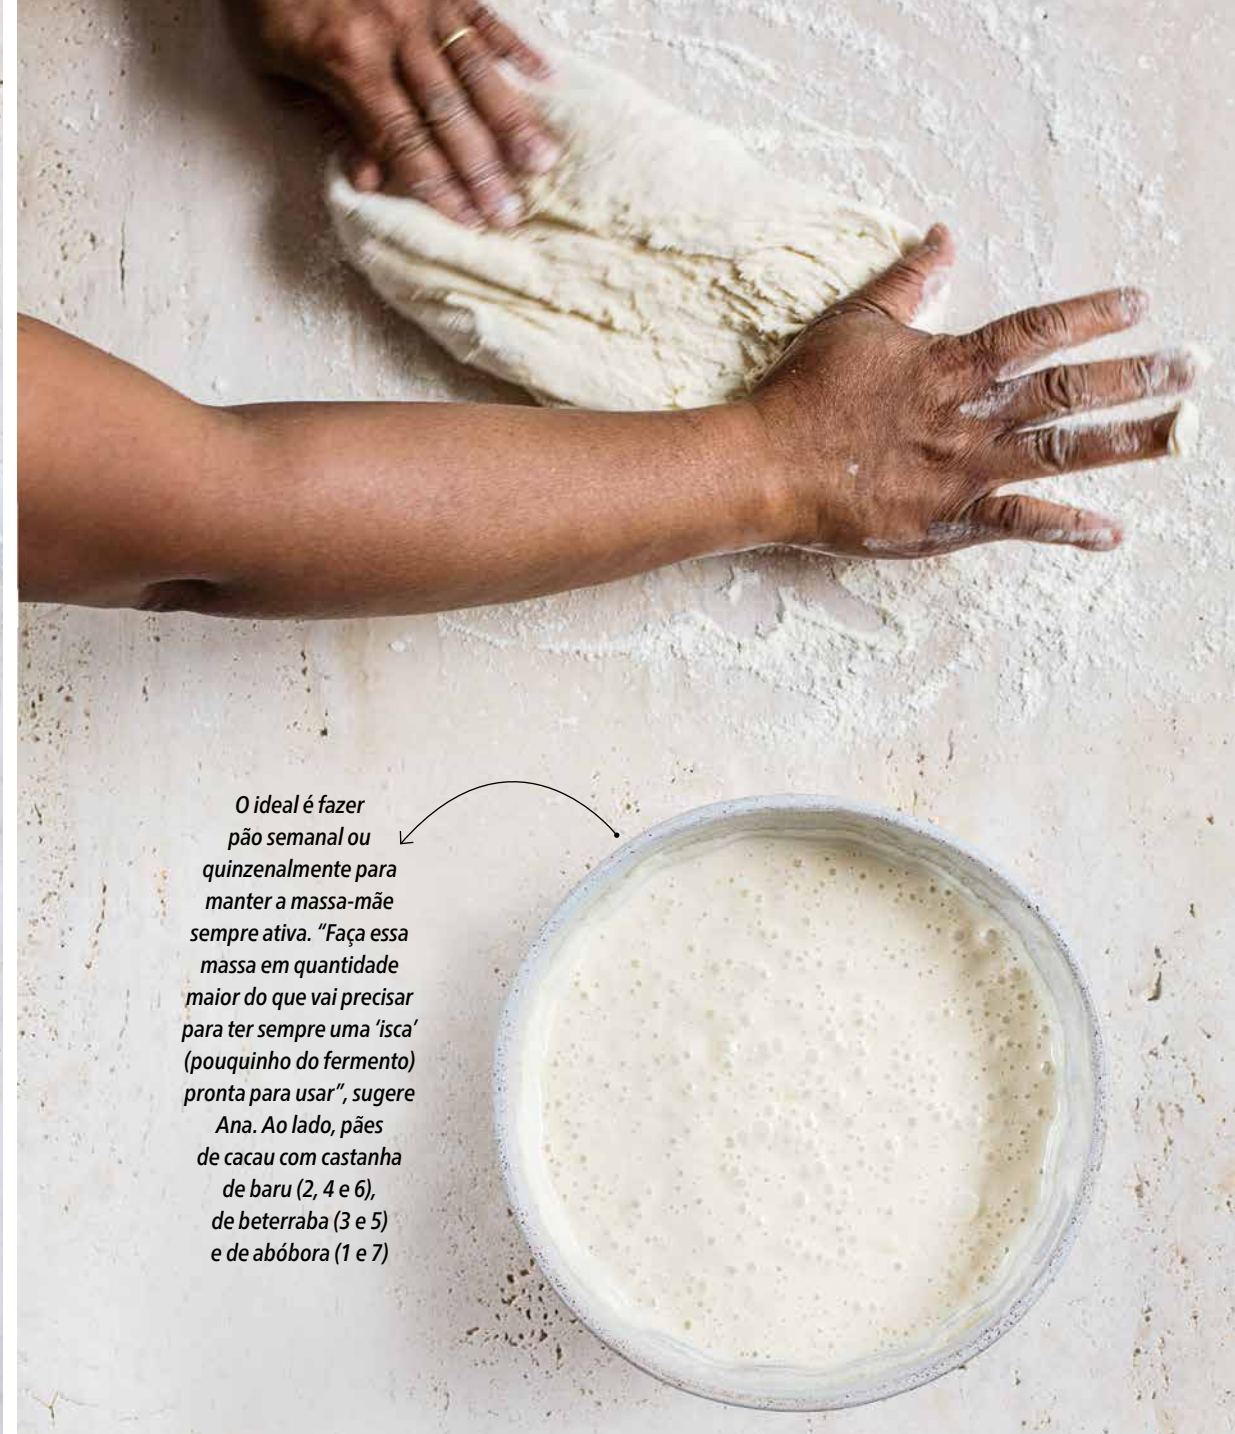 O ideal é fazer
pão semanal ou
quinzenalmente para
manter a massa-mãe
sempre ativa. “Faça essa
massa em quantidade
maior do que vai precisar
para ter sempre uma ‘isca’
(pouquinho do fermento)
pronta para usar”, sugere
Ana. Ao lado, pães
de cacau com castanha
de baru (2, 4 e 6),
de beterraba (3 e 5)
e de abóbora (1 e 7)